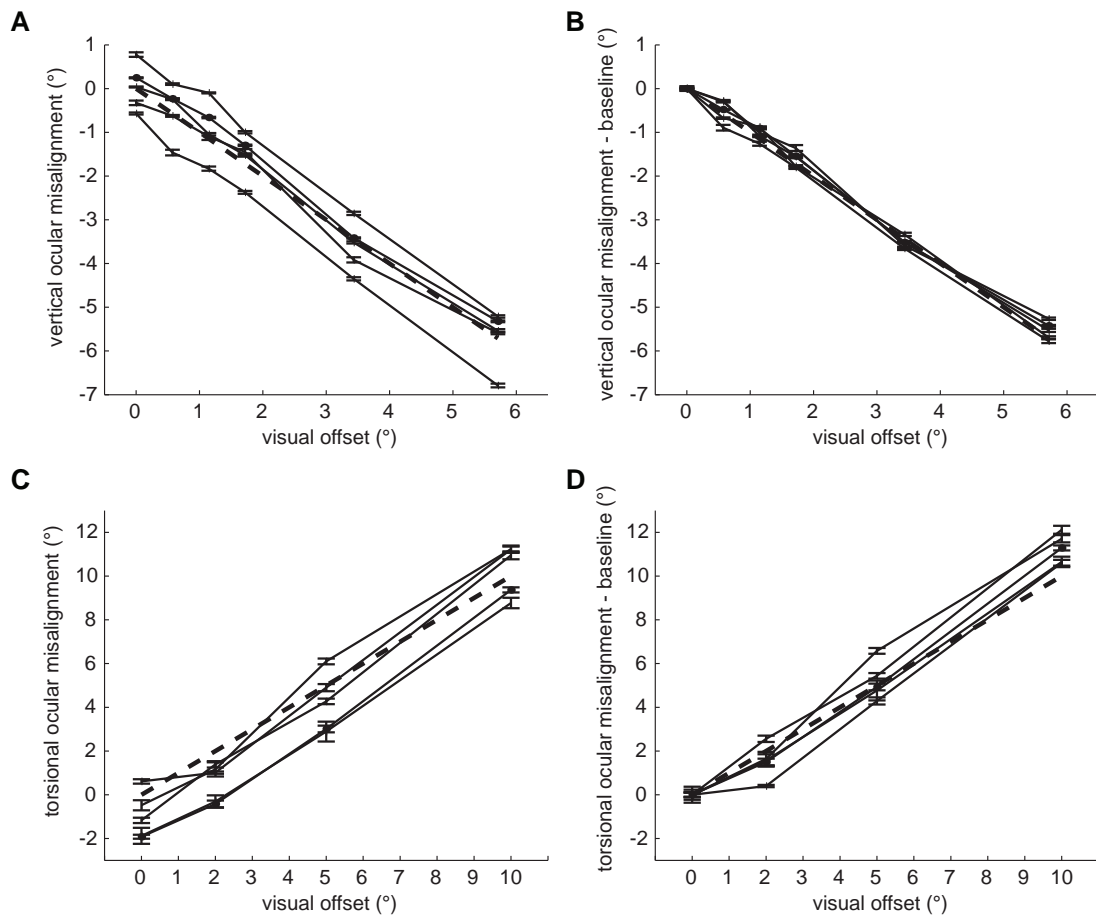 A
B
1
0
-1
-2
-3
-4
-5
-6
-7
vertical ocular misalignment (°)
0 1 2 3 4 5 6
visual offset (°)
1
0
-1
-2
-3
-4
-5
-6
-7
vertical ocular misalignment - baseline (°)
0 1 2 3 4 5 6
visual offset (°)
C
D
12
10
8
6
4
2
0
-2
torsional ocular misalignment (°)
0 1 2 3 4 5 6 7 8 9 10
visual offset (°)
12
10
8
6
4
2
0
-2
torsional ocular misalignment - baseline (°)
0 1 2 3 4 5 6 7 8 9 10
visual offset (°)